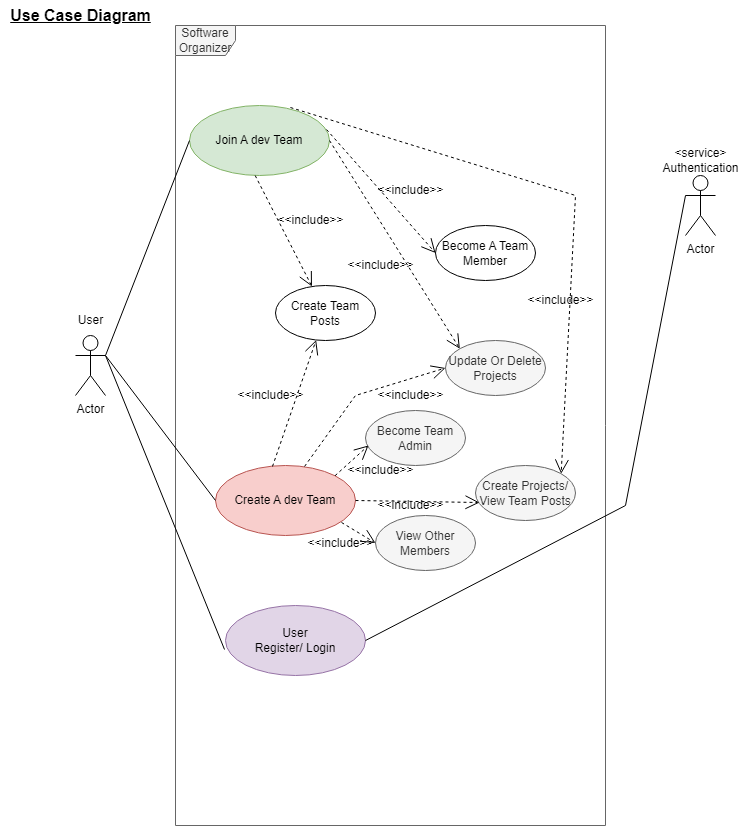 Use Case Diagram
Software
Organizer
Join A dev Team
<service>
Authentication
Actor
<<include>>
<<include>>
Become A Team
Member
<<include>>
<<include>>
Create Team
Posts
User
Actor
Update Or Delete
Projects
<<include>>
<<include>>
Become Team
Admin
<<include>>
Create A dev Team
Create Projects/
View Team Posts
<<include>>
View Other
Members
<<include>>
User
Register/ Login